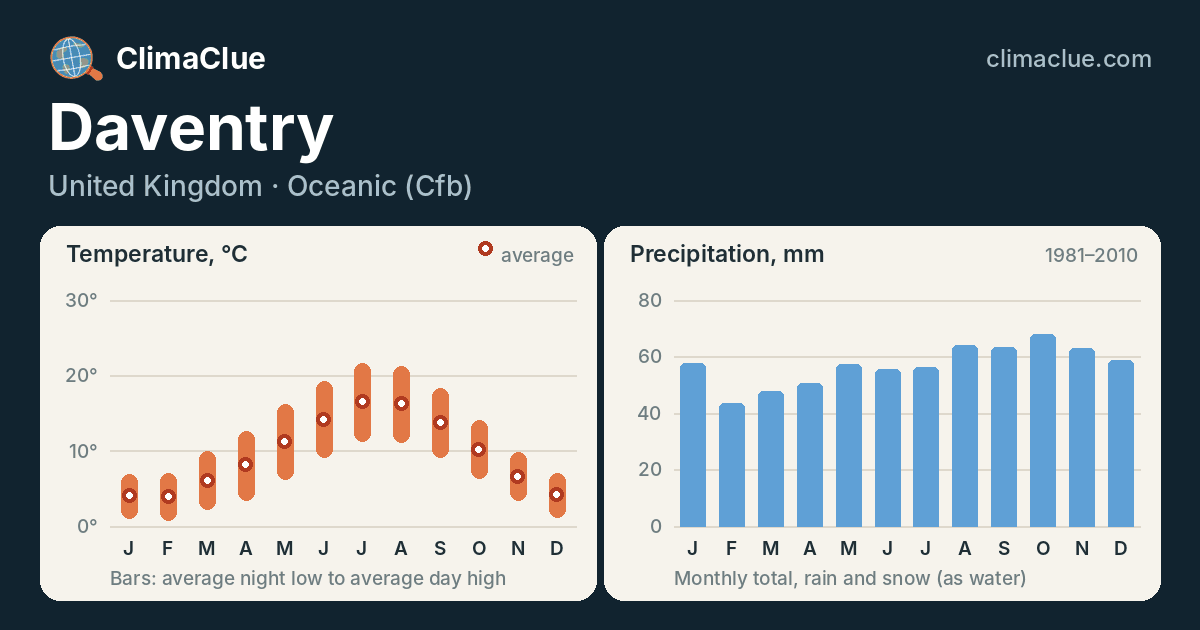 ClimaClue
climaclue.com
Daventry
United Kingdom · Oceanic (Cfb)
Temperature, °C
average
30°
20°
10°
0°
J F M A M J J A S O N D
Bars: average night low to average day high
Precipitation, mm
1981–2010
80
60
40
20
0
J F M A M J J A S O N D
Monthly total, rain and snow (as water)